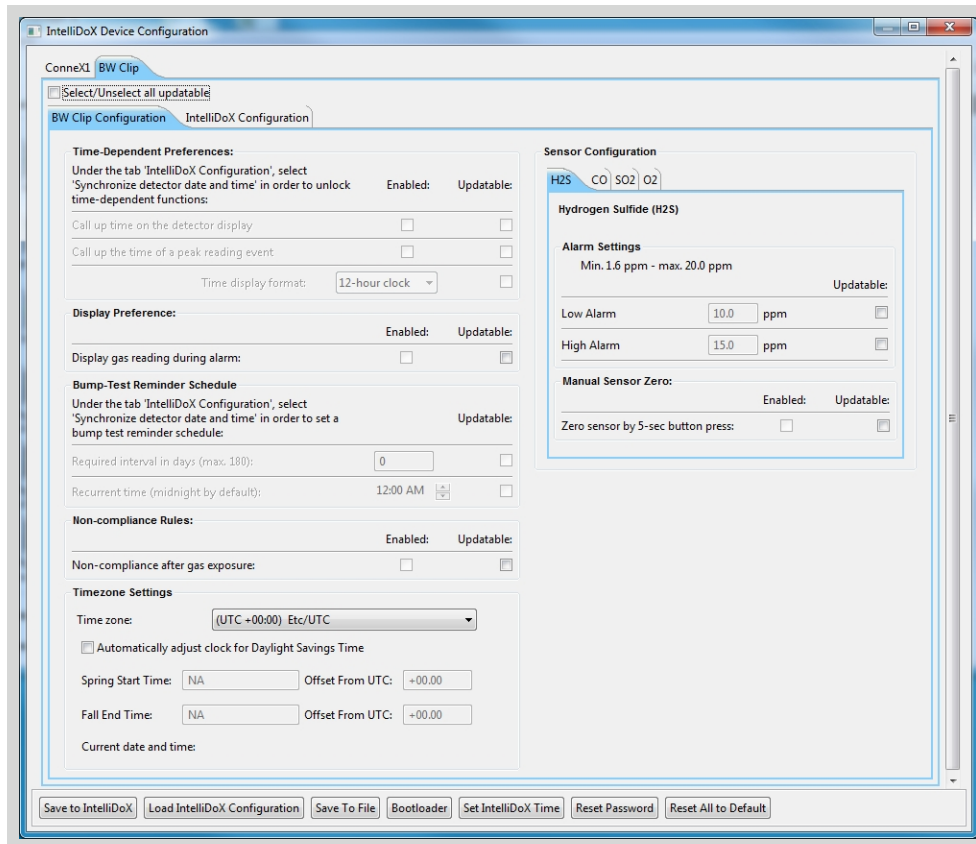 IntelliDoX Device Configuration
ConneX1 BW Clip
Select/Unselect all updatable
BW Clip Configuration IntelliDoX Configuration
Time-Dependent Preferences:
Under the tab 'IntelliDoX Configuration', select
'Synchronize detector date and time' in order to unlock
time-dependent functions:
Enabled: Updatable:
Call up time on the detector display
Call up the time of a peak reading event
Time display format: 12-hour clock
Display Preference:
Enabled: Updatable:
Display gas reading during alarm:
Bump-Test Reminder Schedule
Under the tab 'IntelliDoX Configuration', select
'Synchronize detector date and time' in order to set a
bump test reminder schedule:
Updatable:
Required interval in days (max. 180): 0
Recurrent time (midnight by default): 12:00 AM
Non-compliance Rules:
Enabled: Updatable:
Non-compliance after gas exposure:
Timezone Settings
Time zone: (UTC +00:00) Etc/UTC
Automatically adjust clock for Daylight Savings Time
Spring Start Time: NA Offset From UTC: +00.00
Fall End Time: NA Offset From UTC: +00.00
Current date and time:
Sensor Configuration
H2S CO SO2 O2
Hydrogen Sulfide (H2S)
Alarm Settings
Min. 1.6 ppm - max. 20.0 ppm
Updatable:
Low Alarm 10.0 ppm
High Alarm 15.0 ppm
Manual Sensor Zero:
Enabled: Updatable:
Zero sensor by 5-sec button press:
Save to IntelliDoX Load IntelliDoX Configuration Save To File Bootloader Set IntelliDoX Time Reset Password Reset All to Default